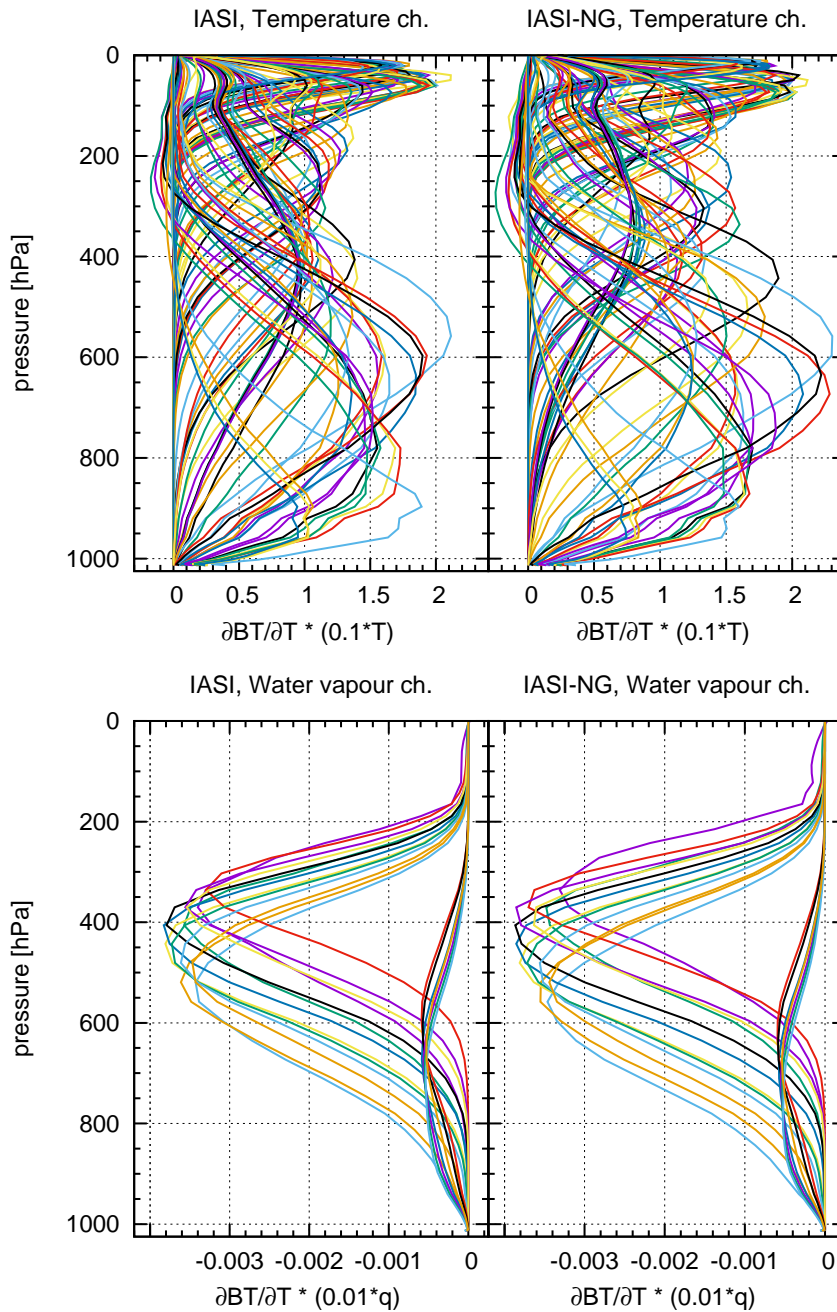 IASI, Temperature ch.
IASI-NG, Temperature ch.
0
200
400
600
800
1000
pressure [hPa]
0 1 1.5 2
0 0.5 1 1.5 2
∂BT/∂T * (0.1*T)
∂BT/∂T * (0.1*T)
IASI, Water vapour ch.
IASI-NG, Water vapour ch.
0
200
400
600
800
1000
pressure [hPa]
-0.003 -0.002 -0.001 0
-0.003 -0.002 -0.001 0
∂BT/∂T * (0.01*q)
∂BT/∂T * (0.01*q)